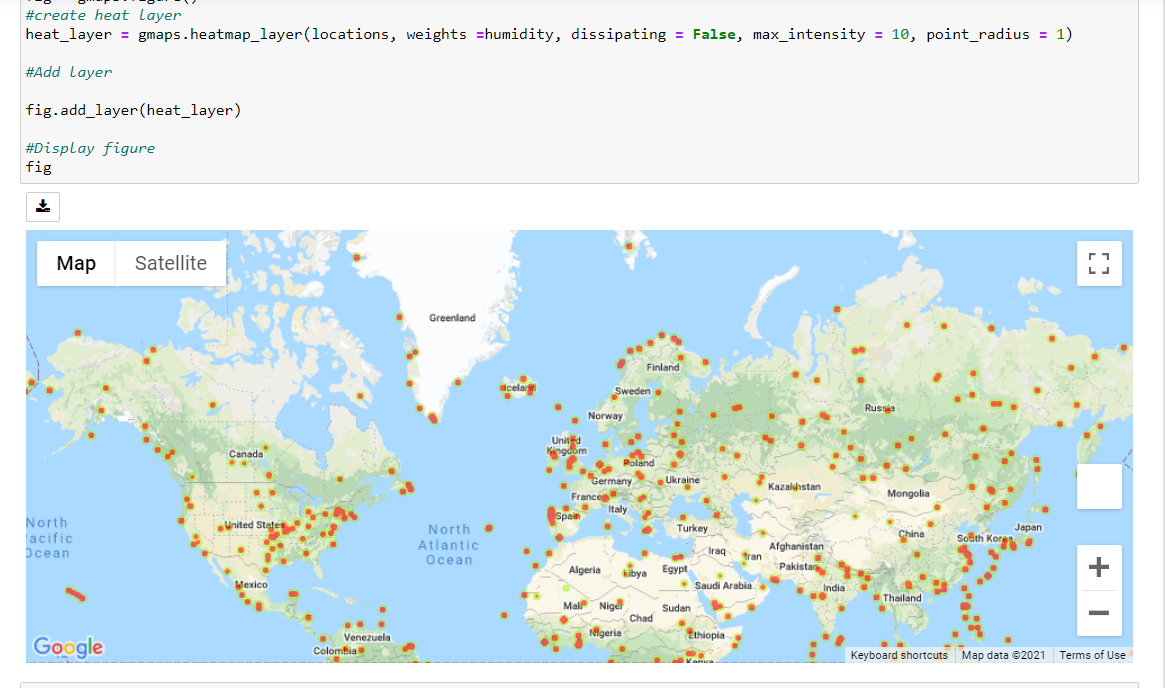 fig = gmaps.figure()
#create heat layer
heat_layer = gmaps.heatmap_layer(locations, weights =humidity, dissipating = False, max_intensity = 10, point_radius = 1)
#Add layer
fig.add_layer(heat_layer)
#Display figure
fig
Map
Satellite
Greenland
Iceland
Finland
Sweden
Norway
Russia
United
Kingdom
Canada
Poland
Germany
Ukraine
Kazakhstan
Mongolia
France
Italy
Spain
North
Pacific
Ocean
United States
North
Atlantic
Ocean
Turkey
China
Japan
South Korea
Iraq
Iran
Afghanistan
Pakistan
Algeria
Libya
Egypt
Saudi Arabia
India
Mexico
Thailand
Mali
Niger
Sudan
Chad
Nigeria
Ethiopia
Venezuela
Colombia
Kenya
Google
Keyboard shortcuts
Map data ©2021
Terms of Use